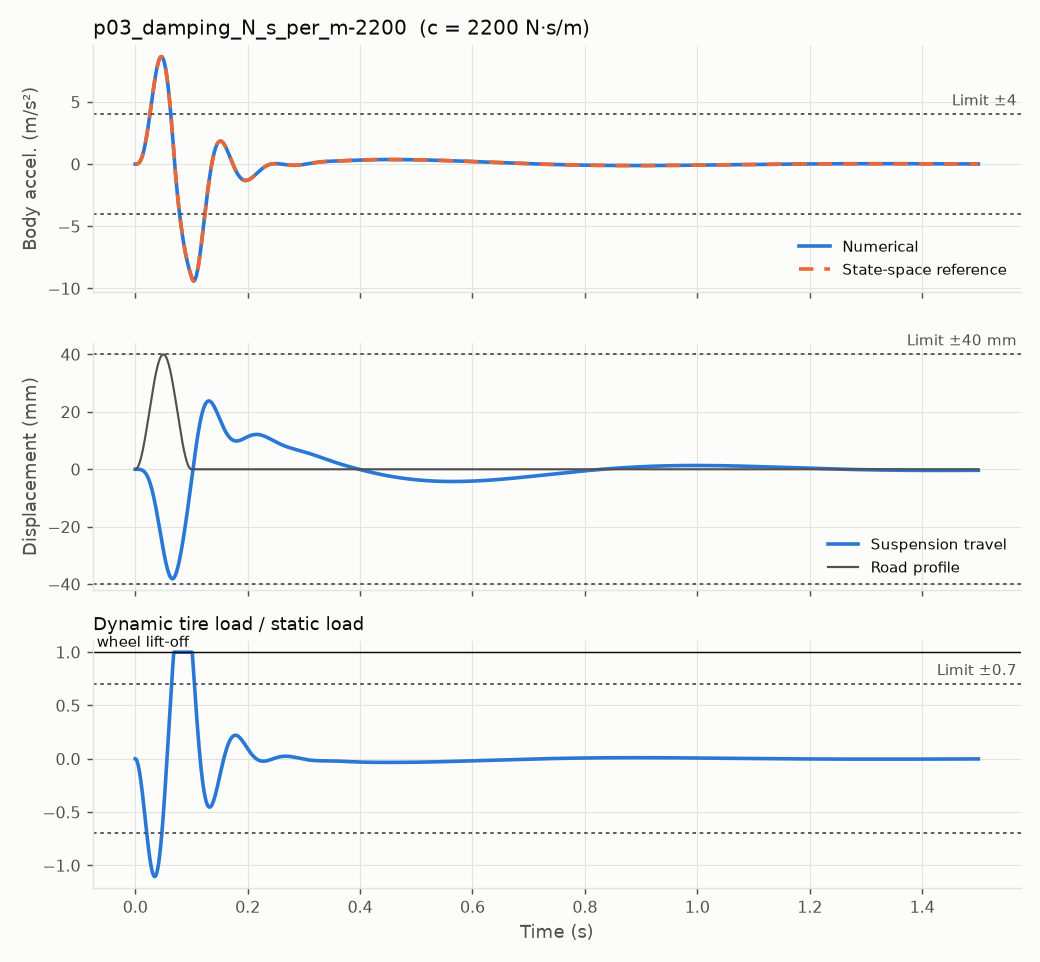 p03_damping_N_s_per_m-2200  (c = 2200 N·s/m)
Body accel. (m/s²)
5
0
−5
−10
Limit ±4
Numerical
State-space reference
Displacement (mm)
40
20
0
−20
−40
Limit ±40 mm
Suspension travel
Road profile
Dynamic tire load / static load
wheel lift-off
1.0
0.5
0.0
−0.5
−1.0
Limit ±0.7
0.0 0.2 0.4 0.6 0.8 1.0 1.2 1.4
Time (s)